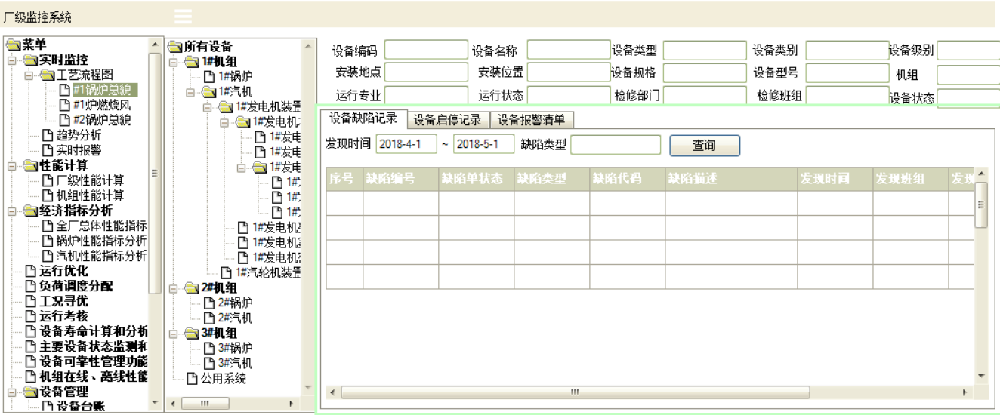 厂级监控系统
菜单
实时监控
工艺流程图
#1锅炉总貌
#1炉燃烧风
#2锅炉总貌
趋势分析
实时报警
性能计算
厂级性能计算
机组性能计算
经济指标分析
全厂总体性能指标
锅炉性能指标分析
汽机性能指标分析
运行优化
负荷调度分配
工况寻优
运行考核
设备寿命计算和分析
主要设备状态监测和
设备可靠性管理功能
机组在线、离线性能
设备管理
设备台账
所有设备
1#机组
1#锅炉
1#汽机
1#发电机装置
1#发电机
1#发电
1#发电
1#发电
1#
1#
1#
1#发电机
1#发电机
1#发电机
1#汽轮机装置
2#机组
2#锅炉
2#汽机
3#机组
3#锅炉
3#汽机
公用系统
设备编码 设备名称 设备类型 设备类别 设备级别
安装地点 安装位置 设备规格 设备型号 机组
运行专业 运行状态 检修部门 检修班组 设备状态
设备缺陷记录 设备启停记录 设备报警清单
发现时间 2018-4-1 ~ 2018-5-1 缺陷类型 查询
序号 缺陷编号 缺陷单状态 缺陷类型 缺陷代码 缺陷描述 发现时间 发现班组 发现